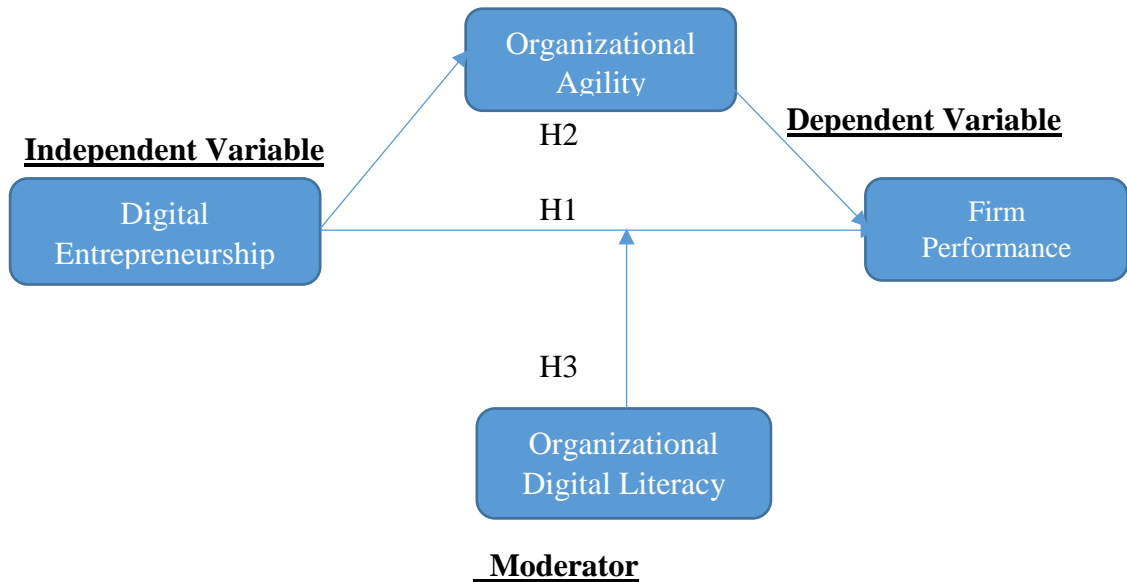 Organizational
Agility
Dependent Variable
H2
Independent Variable
Digital
Entrepreneurship
H1
Firm
Performance
H3
Organizational
Digital Literacy
Moderator